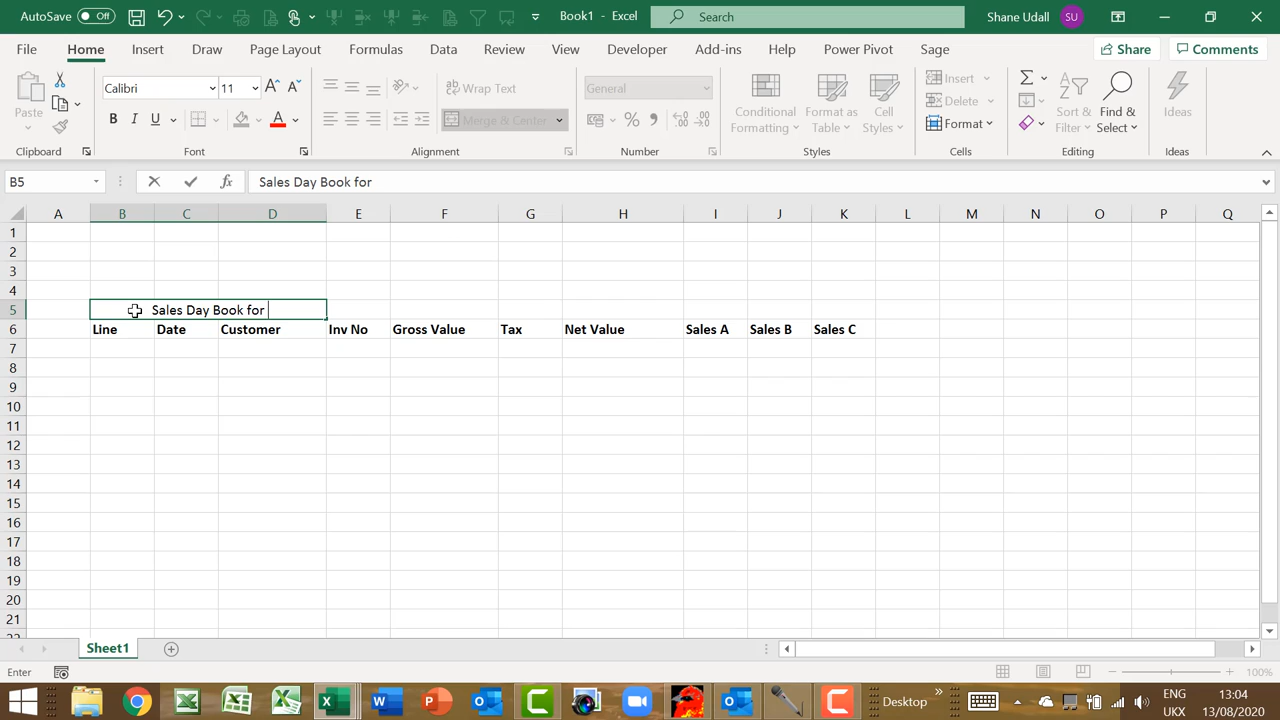 AutoSave Off Book1 - Excel Search Shane Udall SU
File Home Insert Draw Page Layout Formulas Data Review View Developer Add-ins Help Power Pivot Sage Share Comments
Paste Calibri 11 Wrap Text General Conditional Formatting Format as Table Cell Styles Insert Sort & Filter Find & Select Ideas
B I U A Merge & Center % Delete
Format
Clipboard Font Alignment Number Styles Cells Editing Ideas
B5 fx Sales Day Book for
A B C D E F G H I J K L M N O P Q
1
2
3
4
5 Sales Day Book for
6 Line Date Customer Inv No Gross Value Tax Net Value Sales A Sales B Sales C
7
8
9
10
11
12
13
14
15
16
17
18
19
20
21
22
Sheet1
Enter 100%
Desktop ENG 13:04
UKX 13/08/2020